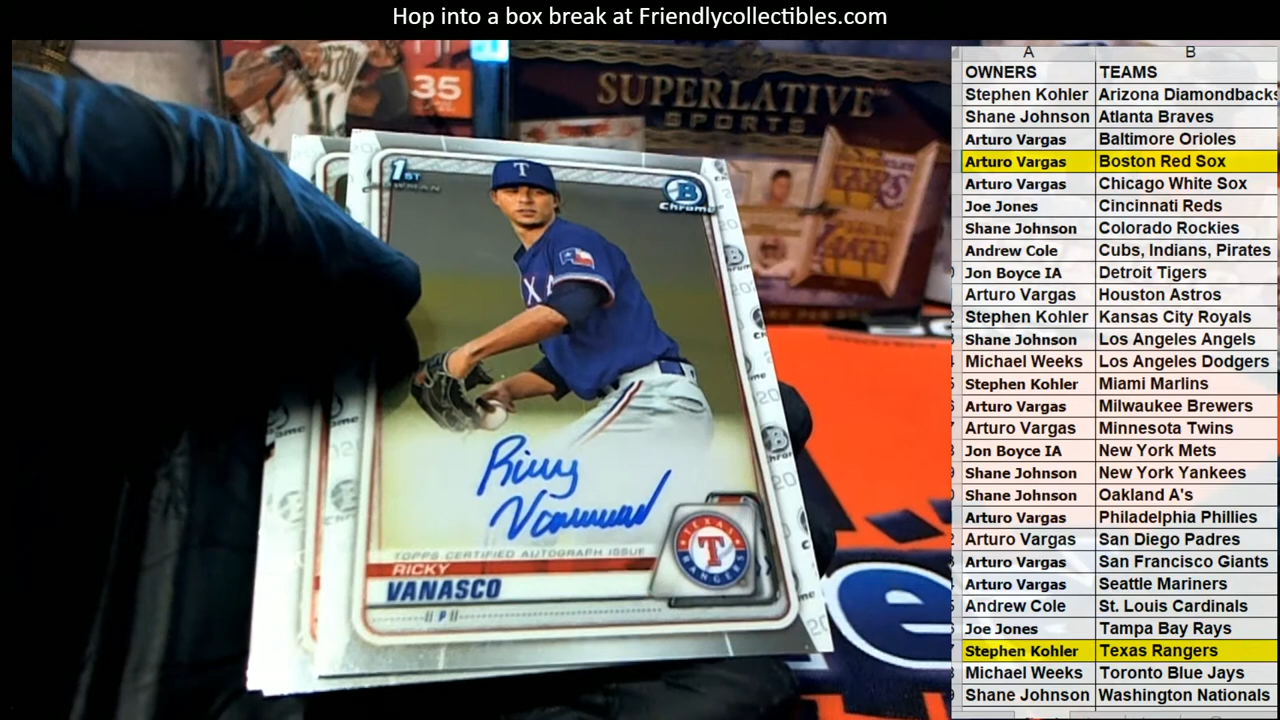 Hop into a box break at Friendlycollectibles.com
35
SUPERLATIVE
SPORTS
1ST
BOWMAN
B
Chrome
T
TOPPS CERTIFIED AUTOGRAPH ISSUE
RICKY
VANASCO
P
TEXAS
T
RANGERS
Ricky
Vanasco
A B
OWNERS TEAMS
Stephen Kohler Arizona Diamondbacks
Shane Johnson Atlanta Braves
Arturo Vargas Baltimore Orioles
Arturo Vargas Boston Red Sox
Arturo Vargas Chicago White Sox
Joe Jones Cincinnati Reds
Shane Johnson Colorado Rockies
Andrew Cole Cubs, Indians, Pirates
Jon Boyce IA Detroit Tigers
Arturo Vargas Houston Astros
Stephen Kohler Kansas City Royals
Shane Johnson Los Angeles Angels
Michael Weeks Los Angeles Dodgers
Stephen Kohler Miami Marlins
Arturo Vargas Milwaukee Brewers
Arturo Vargas Minnesota Twins
Jon Boyce IA New York Mets
Shane Johnson New York Yankees
Shane Johnson Oakland A's
Arturo Vargas Philadelphia Phillies
Arturo Vargas San Diego Padres
Arturo Vargas San Francisco Giants
Arturo Vargas Seattle Mariners
Andrew Cole St. Louis Cardinals
Joe Jones Tampa Bay Rays
Stephen Kohler Texas Rangers
Michael Weeks Toronto Blue Jays
Shane Johnson Washington Nationals